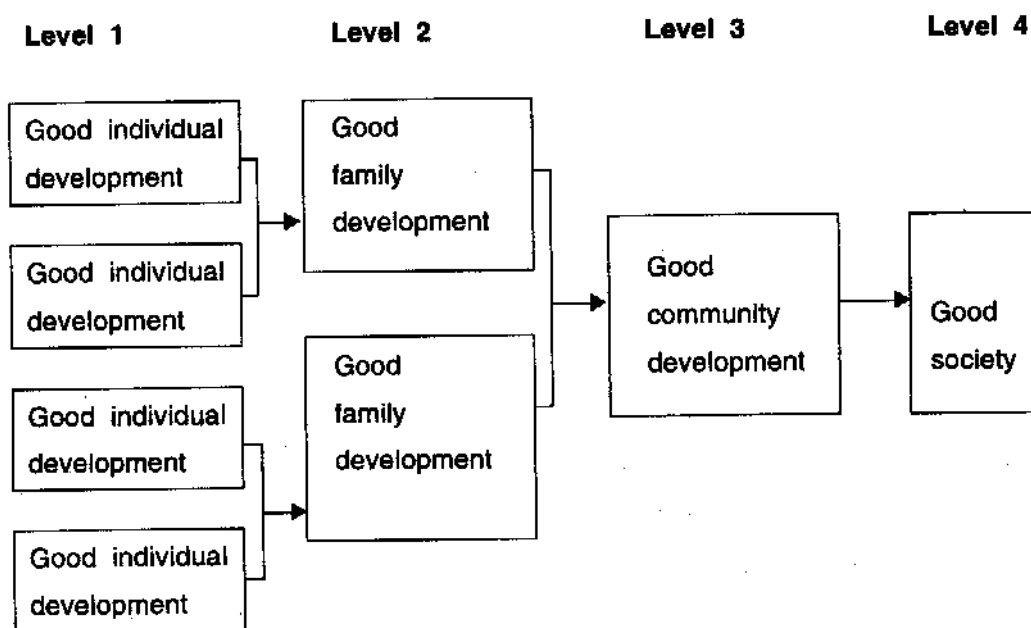 Level 1
Level 2
Level 3
Level 4
Good individual
development
Good individual
development
Good individual
development
Good individual
development
Good
family
development
Good
family
development
Good
community
development
Good
society